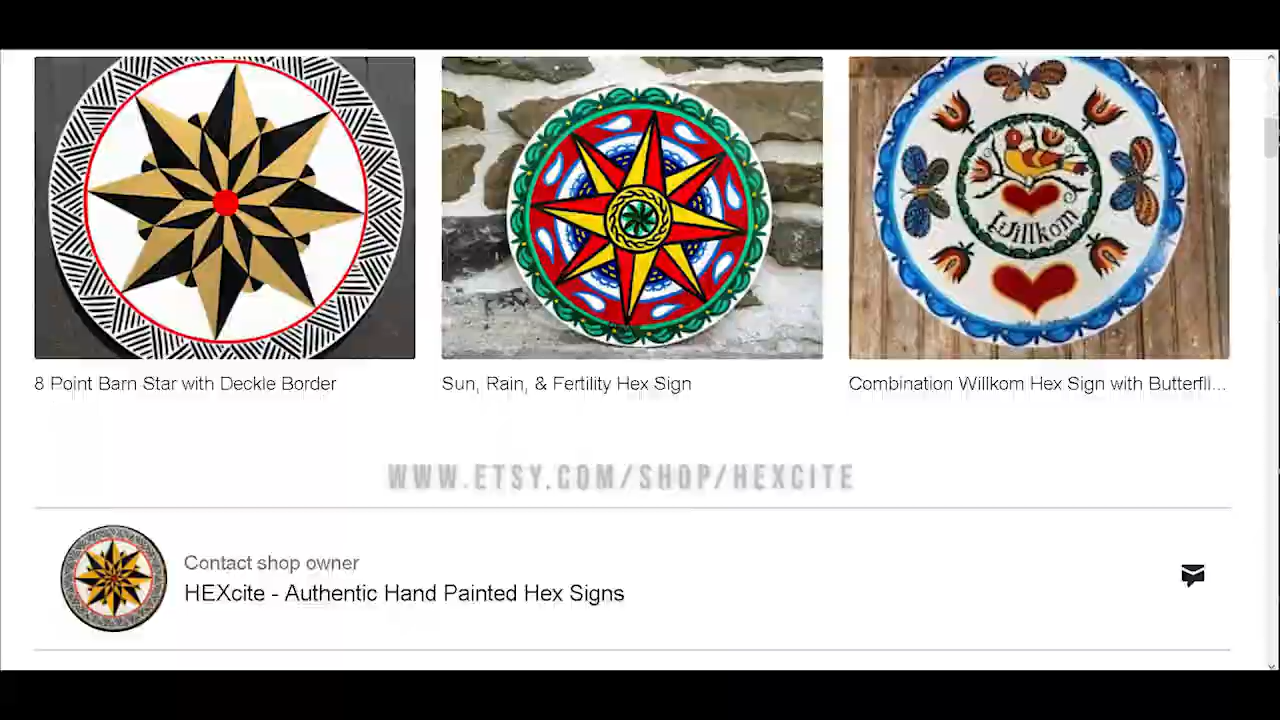 Willkom
8 Point Barn Star with Deckle Border
Sun, Rain, & Fertility Hex Sign
Combination Willkom Hex Sign with Butterfli...
WWW.ETSY.COM/SHOP/HEXCITE
Contact shop owner
HEXcite - Authentic Hand Painted Hex Signs